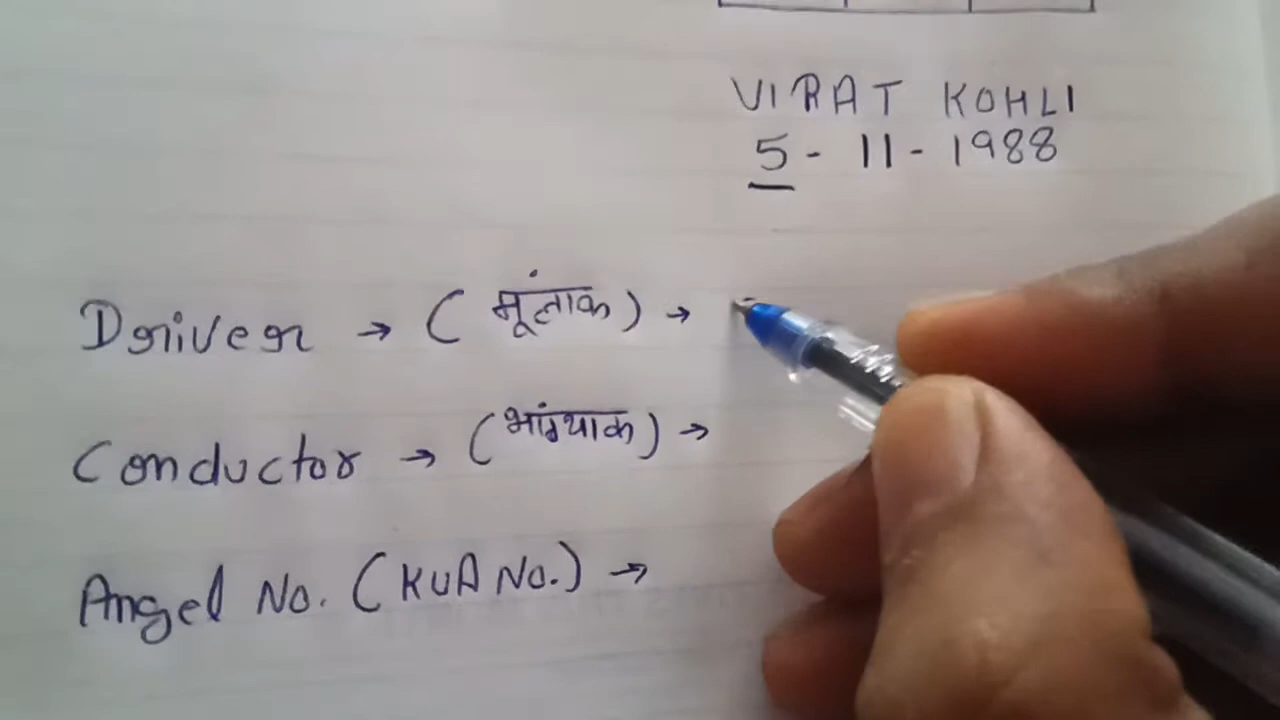 VIRAT KOHLI
5 - 11 - 1988
Driver → (मूंलाक) →
Conductor → (भांग्याक) →
Angel No. (KUA No.) →